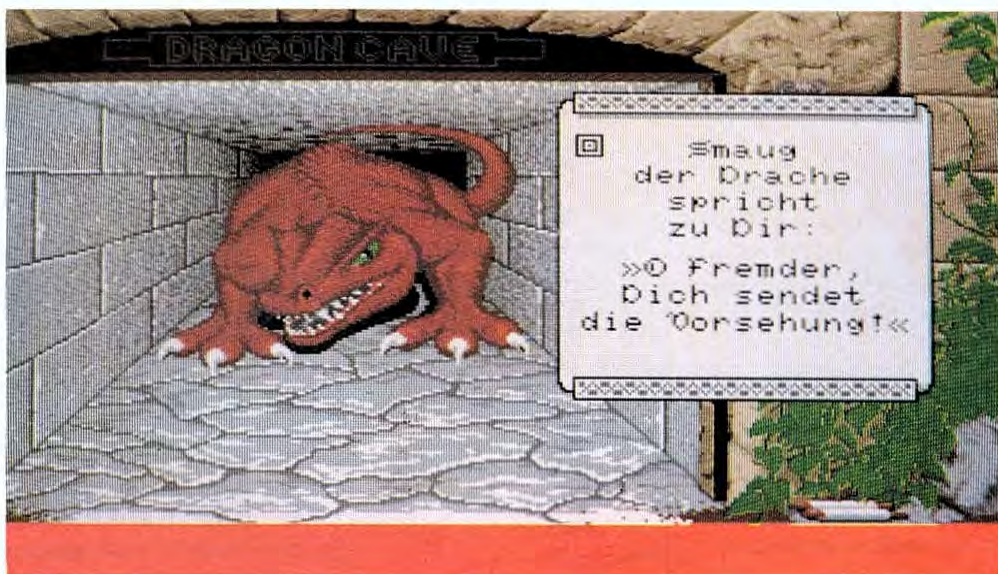 DRAGON CAVE
Smaug
der Drache
spricht
zu Dir:
»O Fremder,
Dich sendet
die Vorsehung!«